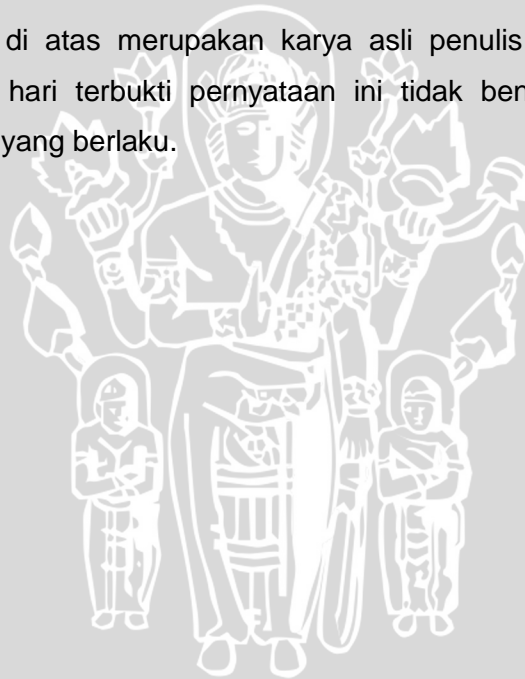 di atas merupakan karya asli penulis
hari terbukti pernyataan ini tidak ben
yang berlaku.